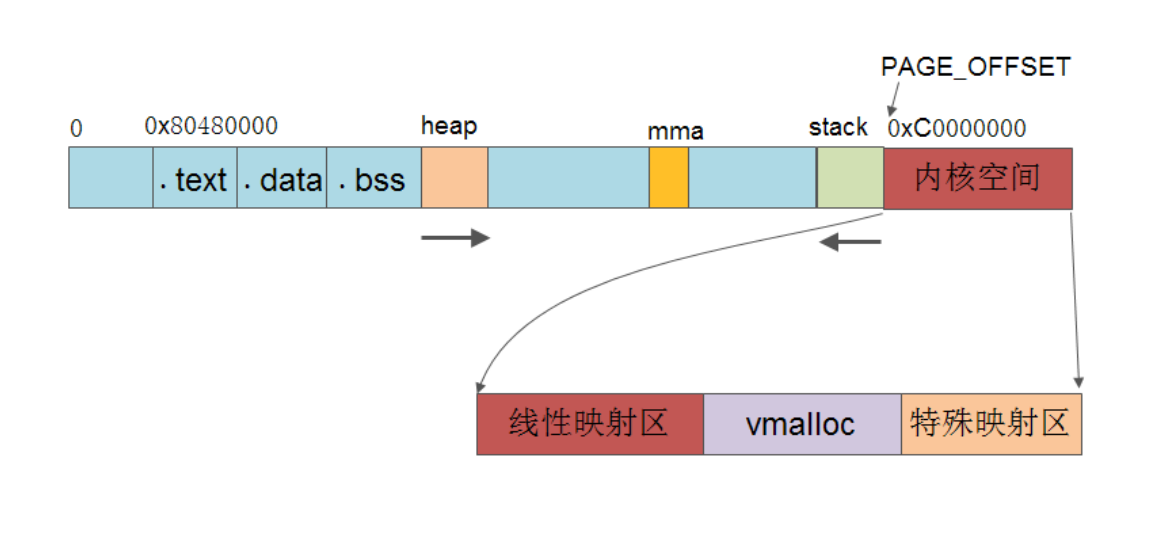 PAGE_OFFSET
0 0x80480000 heap mma stack 0xC0000000
.text .data .bss 内核空间
线性映射区 vmalloc 特殊映射区